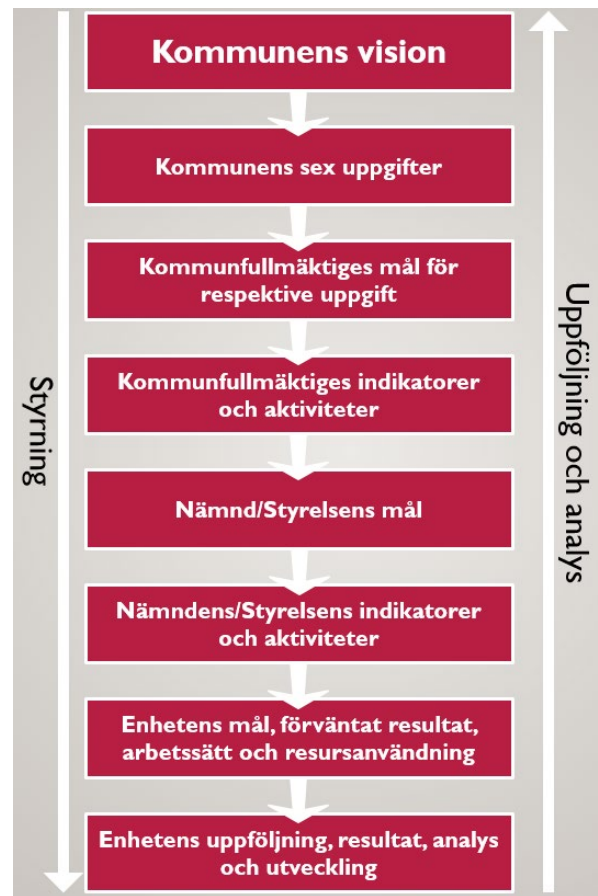 Kommunens vision
Kommunens sex uppgifter
Kommunfullmäktiges mål för
respektive uppgift
Kommunfullmäktiges indikatorer
och aktiviteter
Nämnd/Styrelsens mål
Nämndens/Styrelsens indikatorer
och aktiviteter
Enhetens mål, förväntat resultat,
arbetssätt och resursanvändning
Enhetens uppföljning, resultat, analys
och utveckling
Styrning
Uppföljning och analys